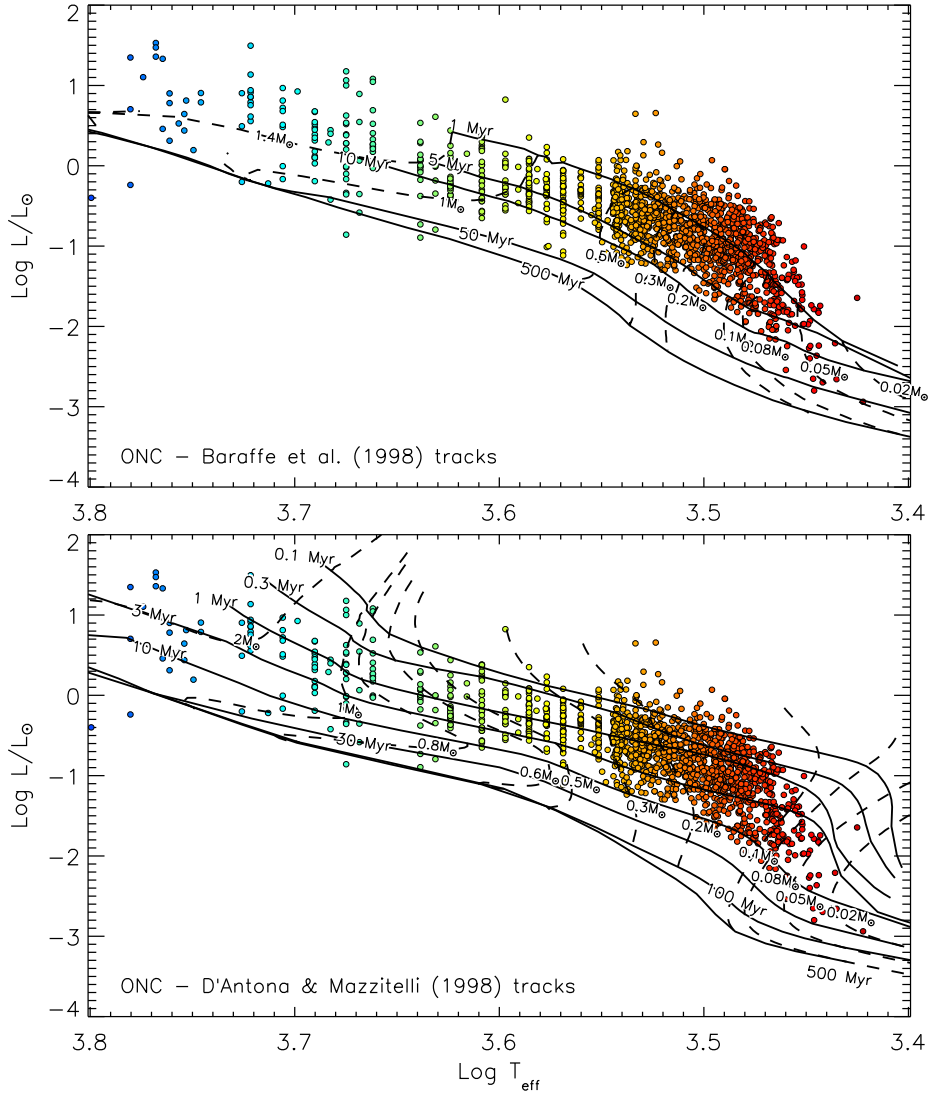 2
1
0
−1
−2
−3
−4
Log L/L⊙
1 Myr
1.4M⊙
10 Myr
5 Myr
1M⊙
50 Myr
500 Myr
0.6M⊙
0.3M⊙
0.2M⊙
0.1M⊙
0.08M⊙
0.05M⊙
0.02M⊙
ONC − Baraffe et al. (1998) tracks
3.8 3.7 3.6 3.5 3.4
2
1
0
−1
−2
−3
−4
Log L/L⊙
0.1 Myr
0.3 Myr
1 Myr
3 Myr
2M⊙
10 Myr
1M⊙
30 Myr
0.8M⊙
0.6M⊙
0.5M⊙
0.3M⊙
0.2M⊙
0.1M⊙
0.08M⊙
0.05M⊙
0.02M⊙
100 Myr
500 Myr
ONC − D'Antona & Mazzitelli (1998) tracks
3.8 3.7 3.6 3.5 3.4
Log Teff